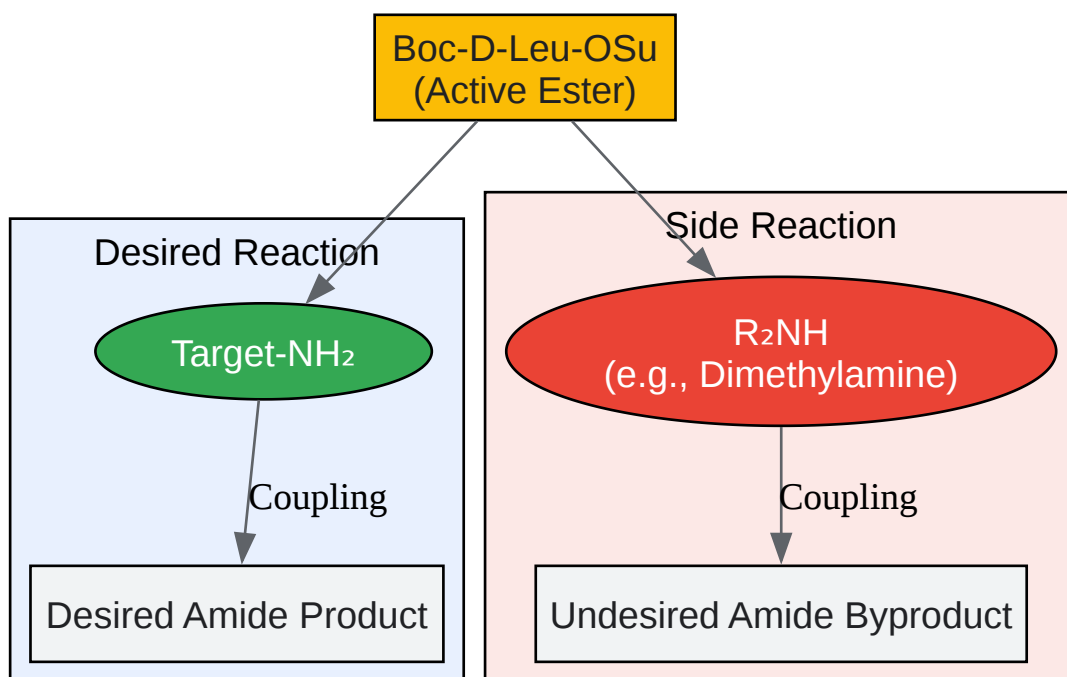 Boc-D-Leu-OSu
(Active Ester)
Desired Reaction
Target-NH₂
Coupling
Desired Amide Product
Side Reaction
R₂NH
(e.g., Dimethylamine)
Coupling
Undesired Amide Byproduct